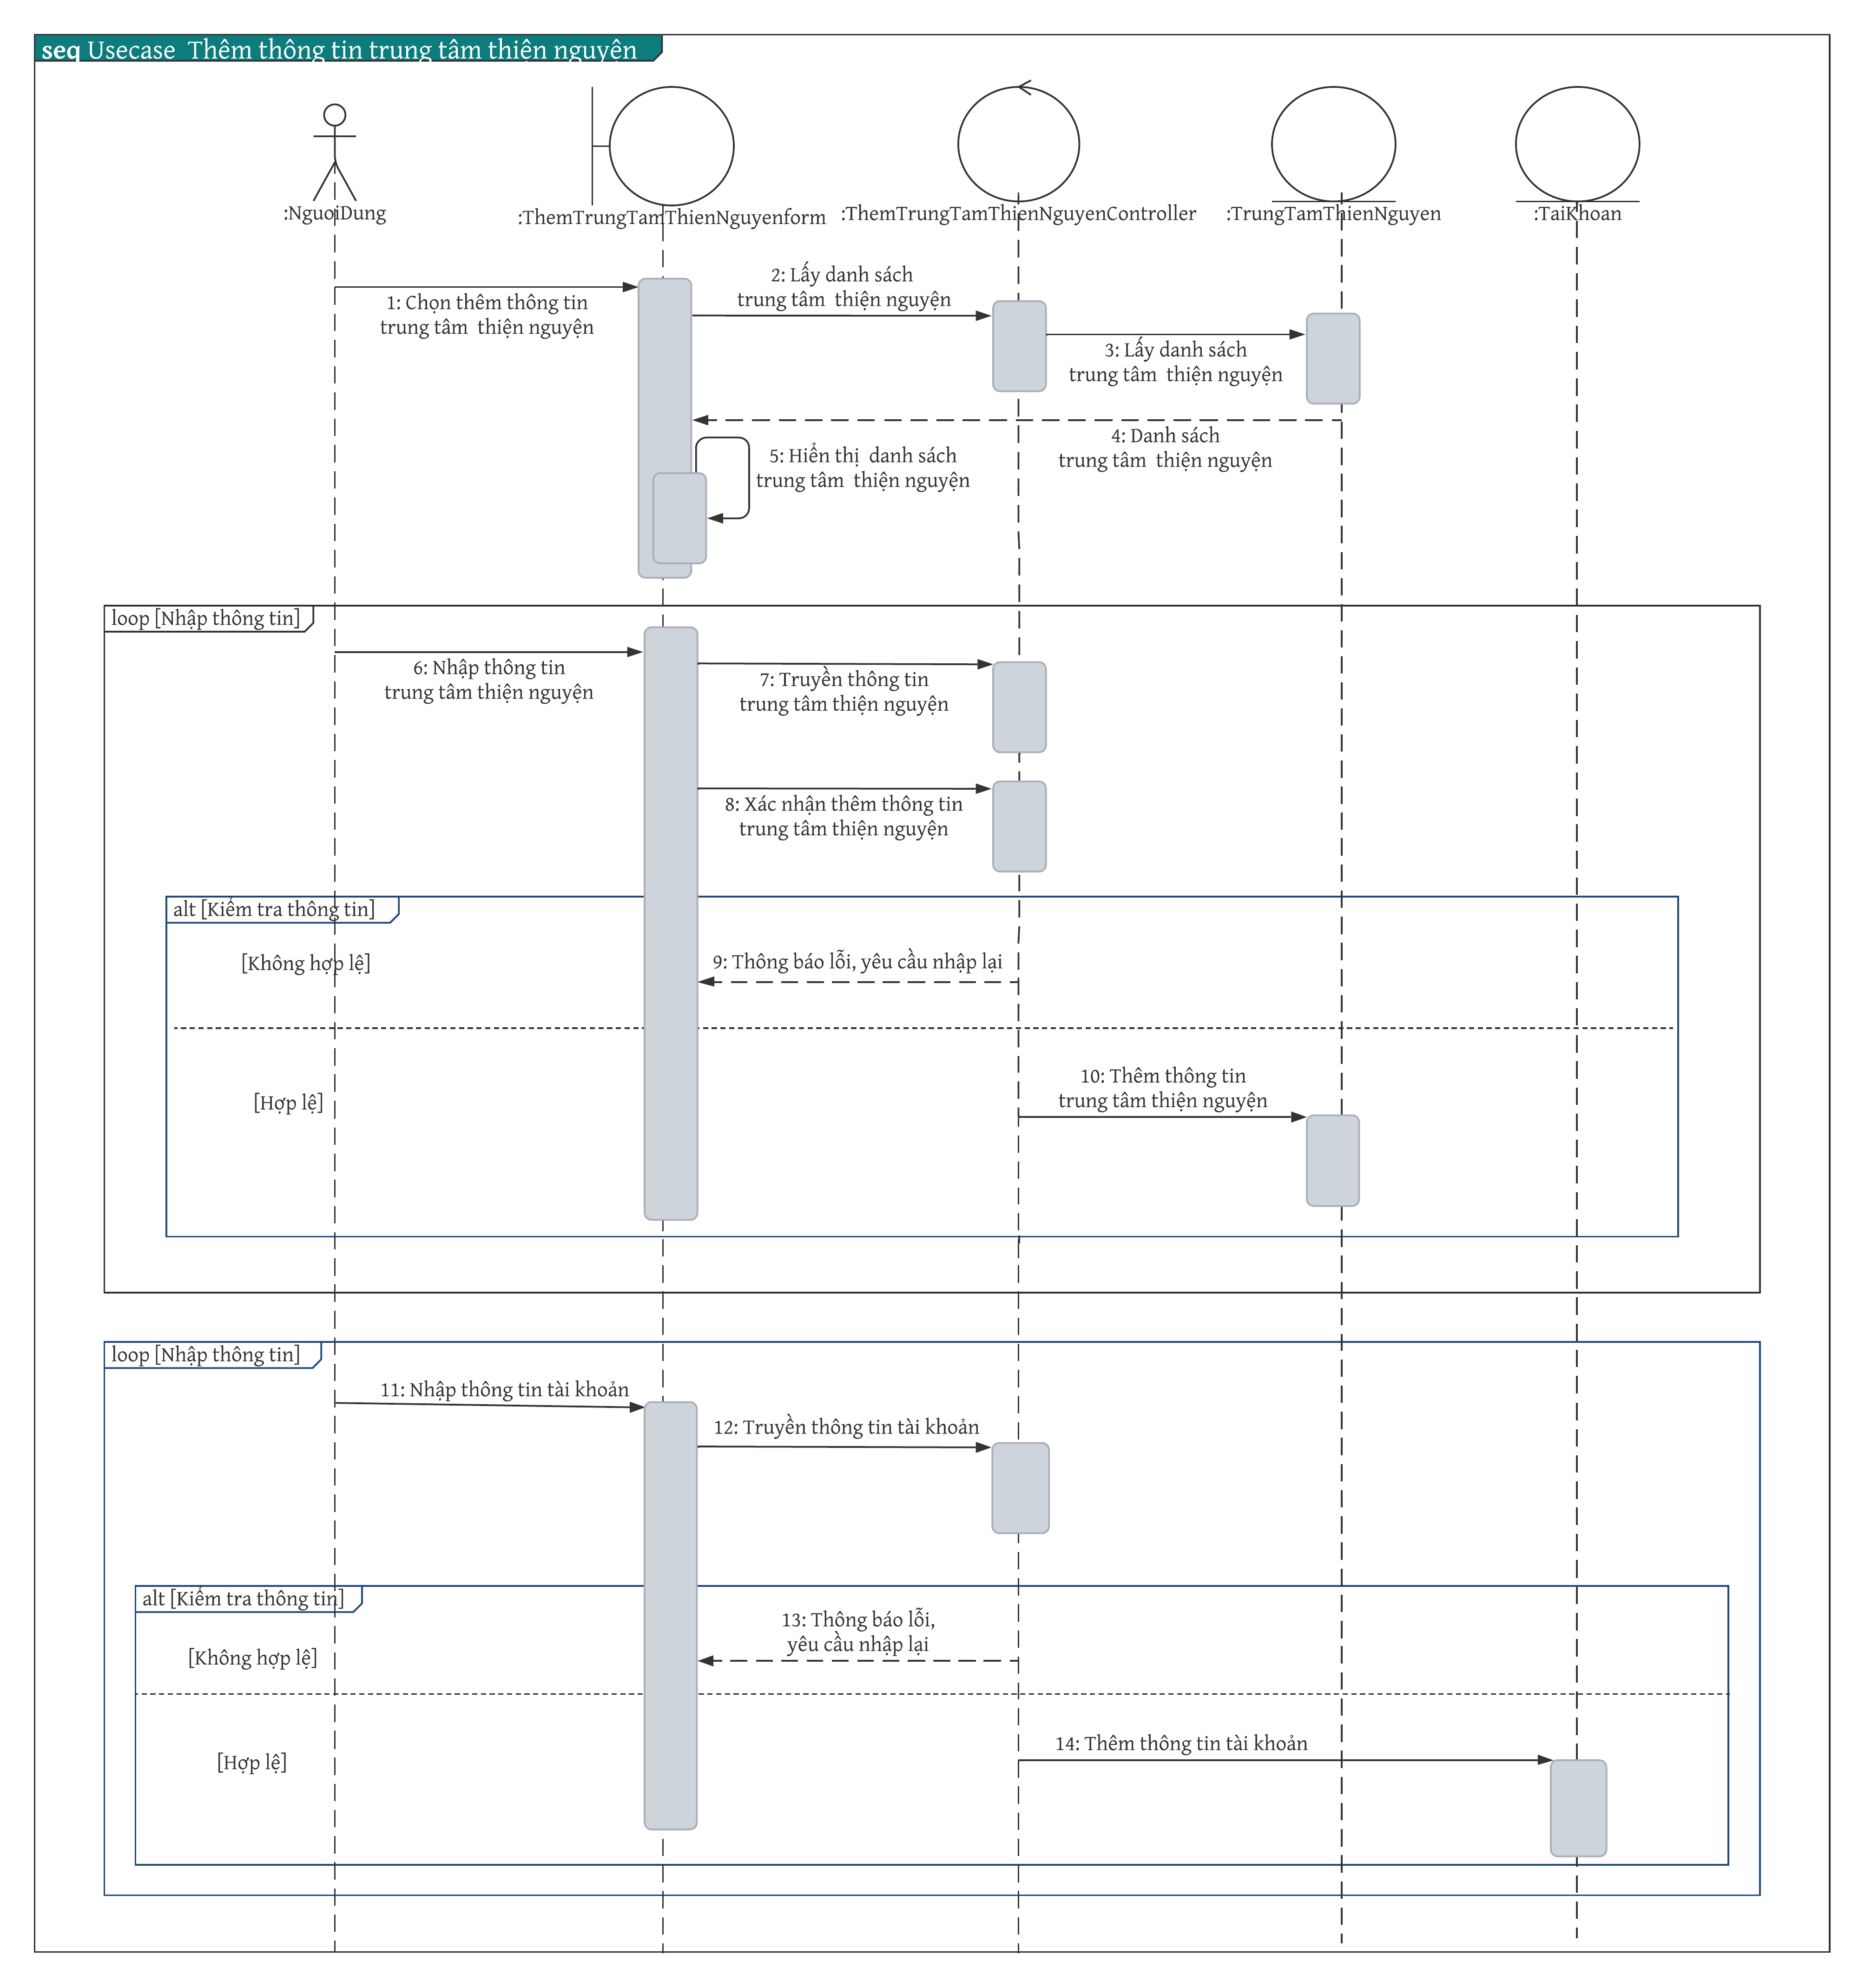 seq Usecase Thêm thông tin trung tâm thiện nguyện
:NguoiDung
:ThemTrungTamThienNguyenform
:ThemTrungTamThienNguyenController
:TrungTamThienNguyen
:TaiKhoan
1: Chọn thêm thông tin
trung tâm thiện nguyện
2: Lấy danh sách
trung tâm thiện nguyện
3: Lấy danh sách
trung tâm thiện nguyện
4: Danh sách
trung tâm thiện nguyện
5: Hiển thị danh sách
trung tâm thiện nguyện
loop [Nhập thông tin]
6: Nhập thông tin
trung tâm thiện nguyện
7: Truyền thông tin
trung tâm thiện nguyện
8: Xác nhận thêm thông tin
trung tâm thiện nguyện
alt [Kiểm tra thông tin]
[Không hợp lệ]
9: Thông báo lỗi, yêu cầu nhập lại
10: Thêm thông tin
trung tâm thiện nguyện
[Hợp lệ]
loop [Nhập thông tin]
11: Nhập thông tin tài khoản
12: Truyền thông tin tài khoản
alt [Kiểm tra thông tin]
13: Thông báo lỗi,
yêu cầu nhập lại
[Không hợp lệ]
14: Thêm thông tin tài khoản
[Hợp lệ]